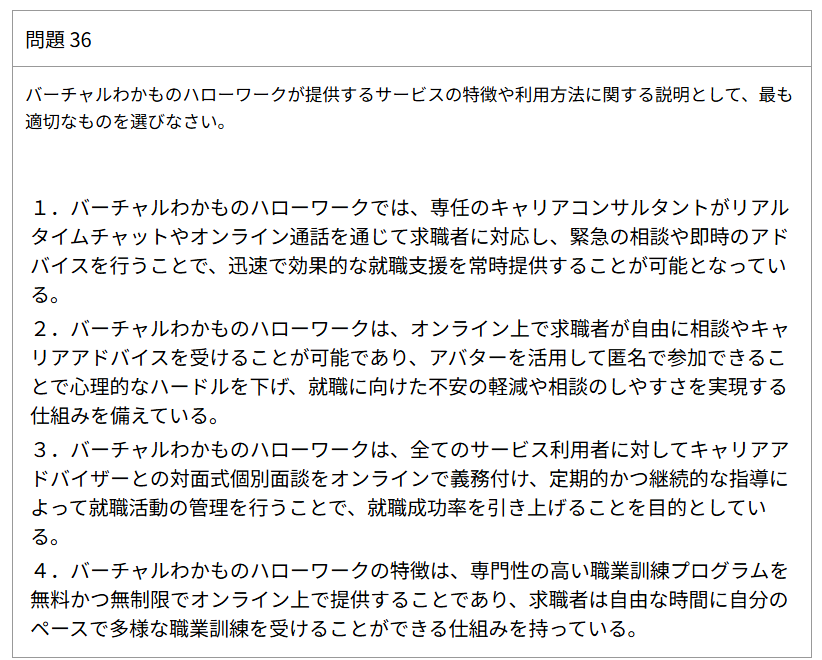 問題 36
バーチャルわかものハローワークが提供するサービスの特徴や利用方法に関する説明として、最も
適切なものを選びなさい。
１．バーチャルわかものハローワークでは、専任のキャリアコンサルタントがリアル
タイムチャットやオンライン通話を通じて求職者に対応し、緊急の相談や即時のアド
バイスを行うことで、迅速で効果的な就職支援を常時提供することが可能となってい
る。
２．バーチャルわかものハローワークは、オンライン上で求職者が自由に相談やキャ
リアアドバイスを受けることが可能であり、アバターを活用して匿名で参加できるこ
とで心理的なハードルを下げ、就職に向けた不安の軽減や相談のしやすさを実現する
仕組みを備えている。
３．バーチャルわかものハローワークは、全てのサービス利用者に対してキャリアア
ドバイザーとの対面式個別面談をオンラインで義務付け、定期的かつ継続的な指導に
よって就職活動の管理を行うことで、就職成功率を引き上げることを目的としてい
る。
４．バーチャルわかものハローワークの特徴は、専門性の高い職業訓練プログラムを
無料かつ無制限でオンライン上で提供することであり、求職者は自由な時間に自分の
ペースで多様な職業訓練を受けることができる仕組みを持っている。